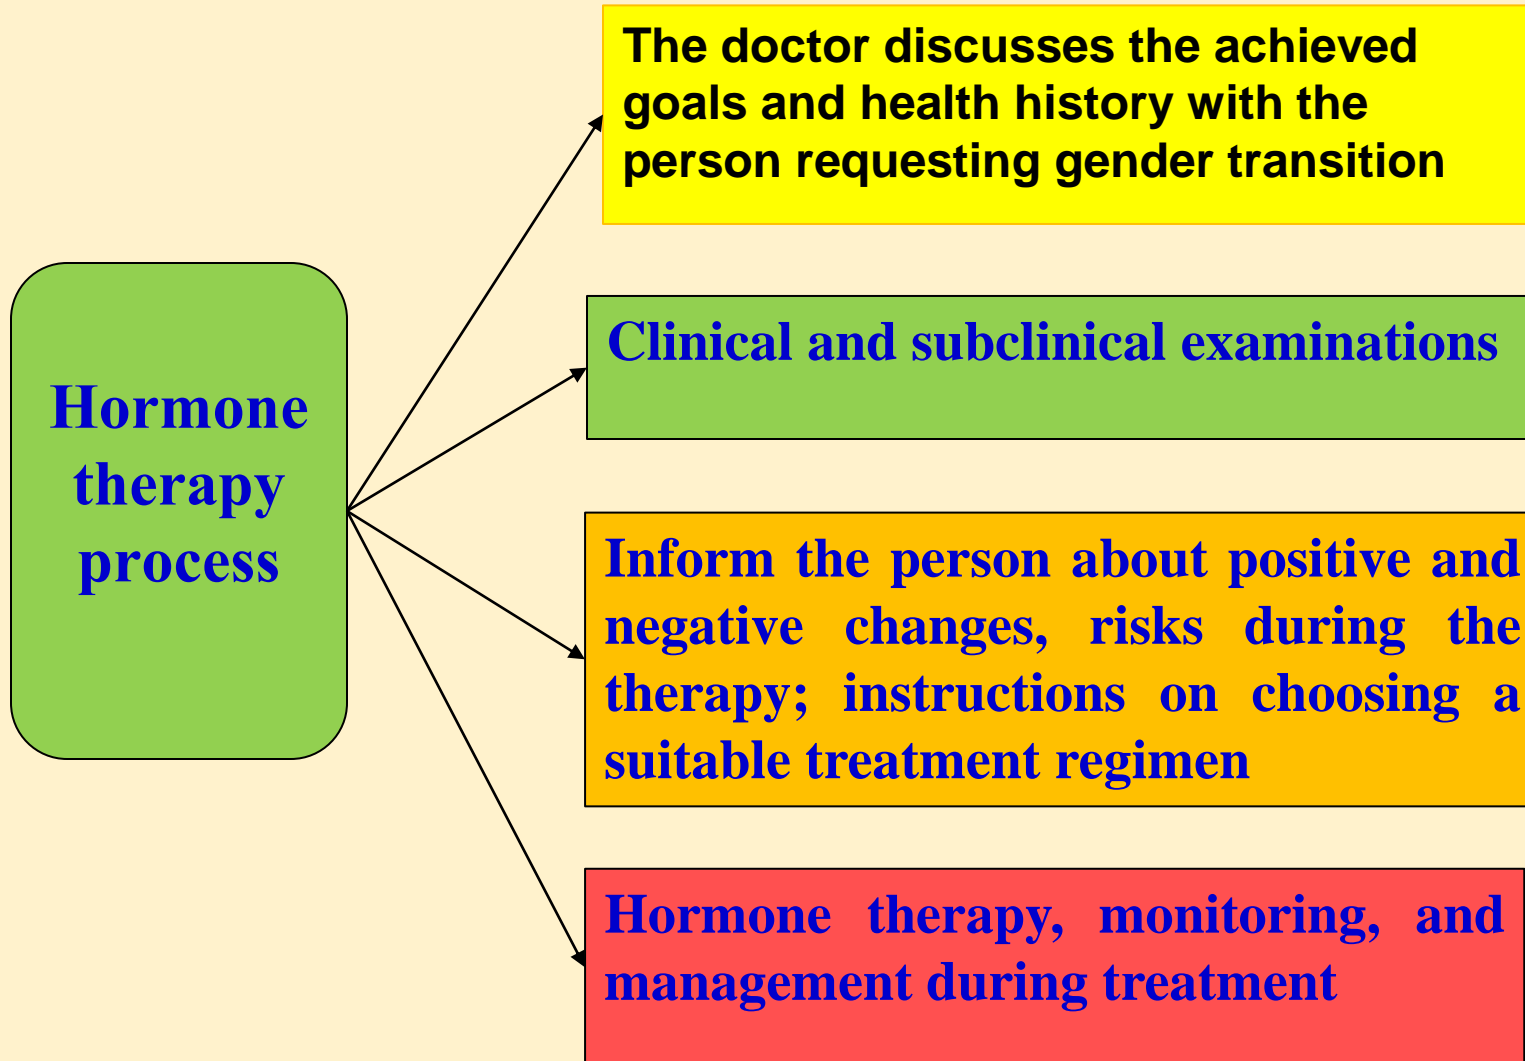 The doctor discusses the achieved
goals and health history with the
person requesting gender transition
Clinical and subclinical examinations
Hormone
therapy
process
Inform the person about positive and
negative changes, risks during the
therapy; instructions on choosing a
suitable treatment regimen
Hormone therapy, monitoring, and
management during treatment